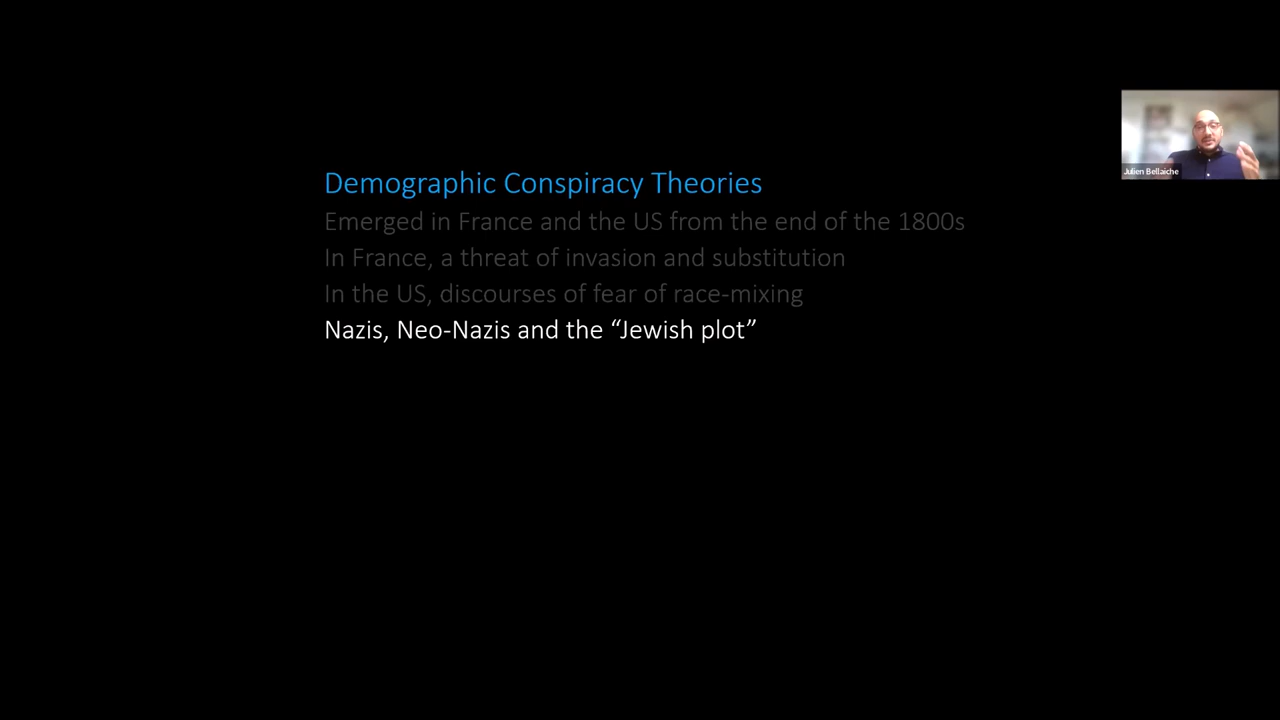 Demographic Conspiracy Theories
Emerged in France and the US from the end of the 1800s
In France, a threat of invasion and substitution
In the US, discourses of fear of race-mixing
Nazis, Neo-Nazis and the “Jewish plot”
Julien Bellaiche